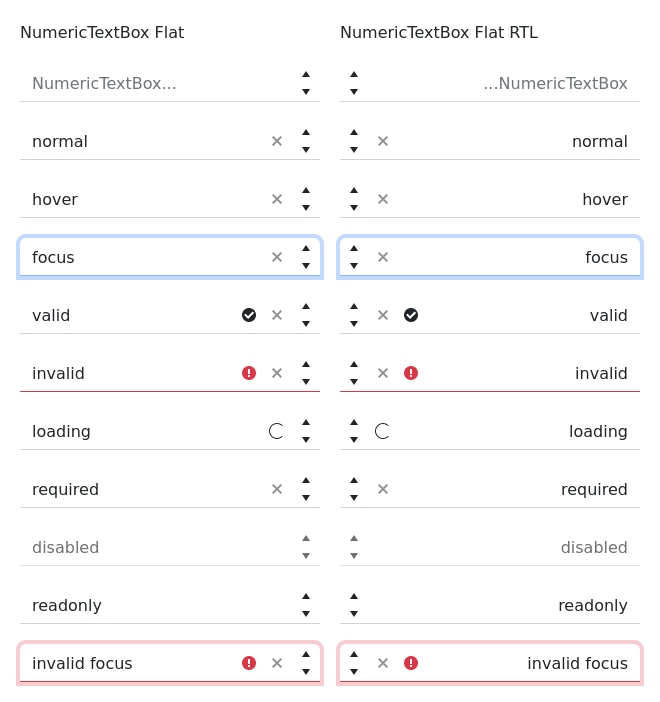 NumericTextBox Flat
NumericTextBox...
normal
hover
focus
valid
invalid
loading
required
disabled
readonly
invalid focus
NumericTextBox Flat RTL
...NumericTextBox
normal
hover
focus
valid
invalid
loading
required
disabled
readonly
invalid focus